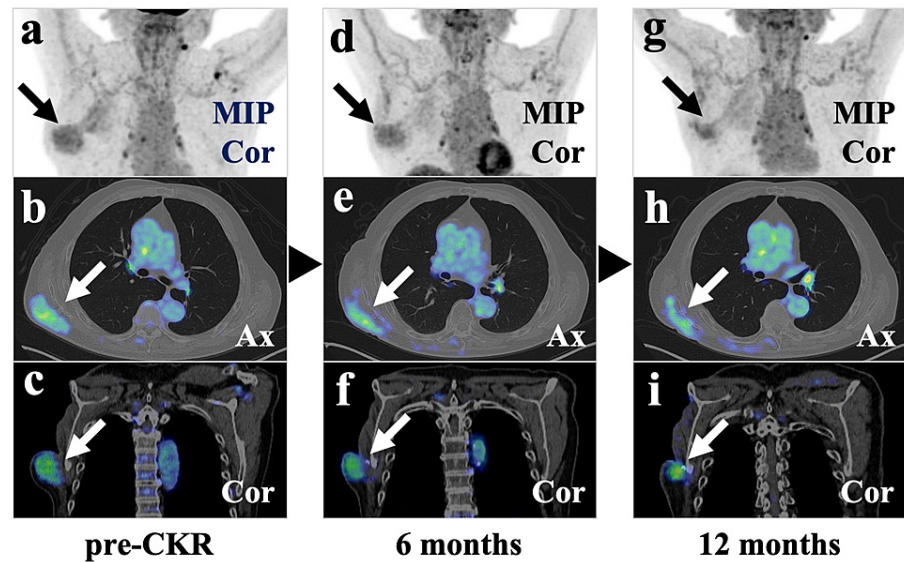 a
MIP
Cor
d
MIP
Cor
g
MIP
Cor
b
Ax
e
Ax
h
Ax
c
Cor
f
Cor
i
Cor
pre-CKR
6 months
12 months